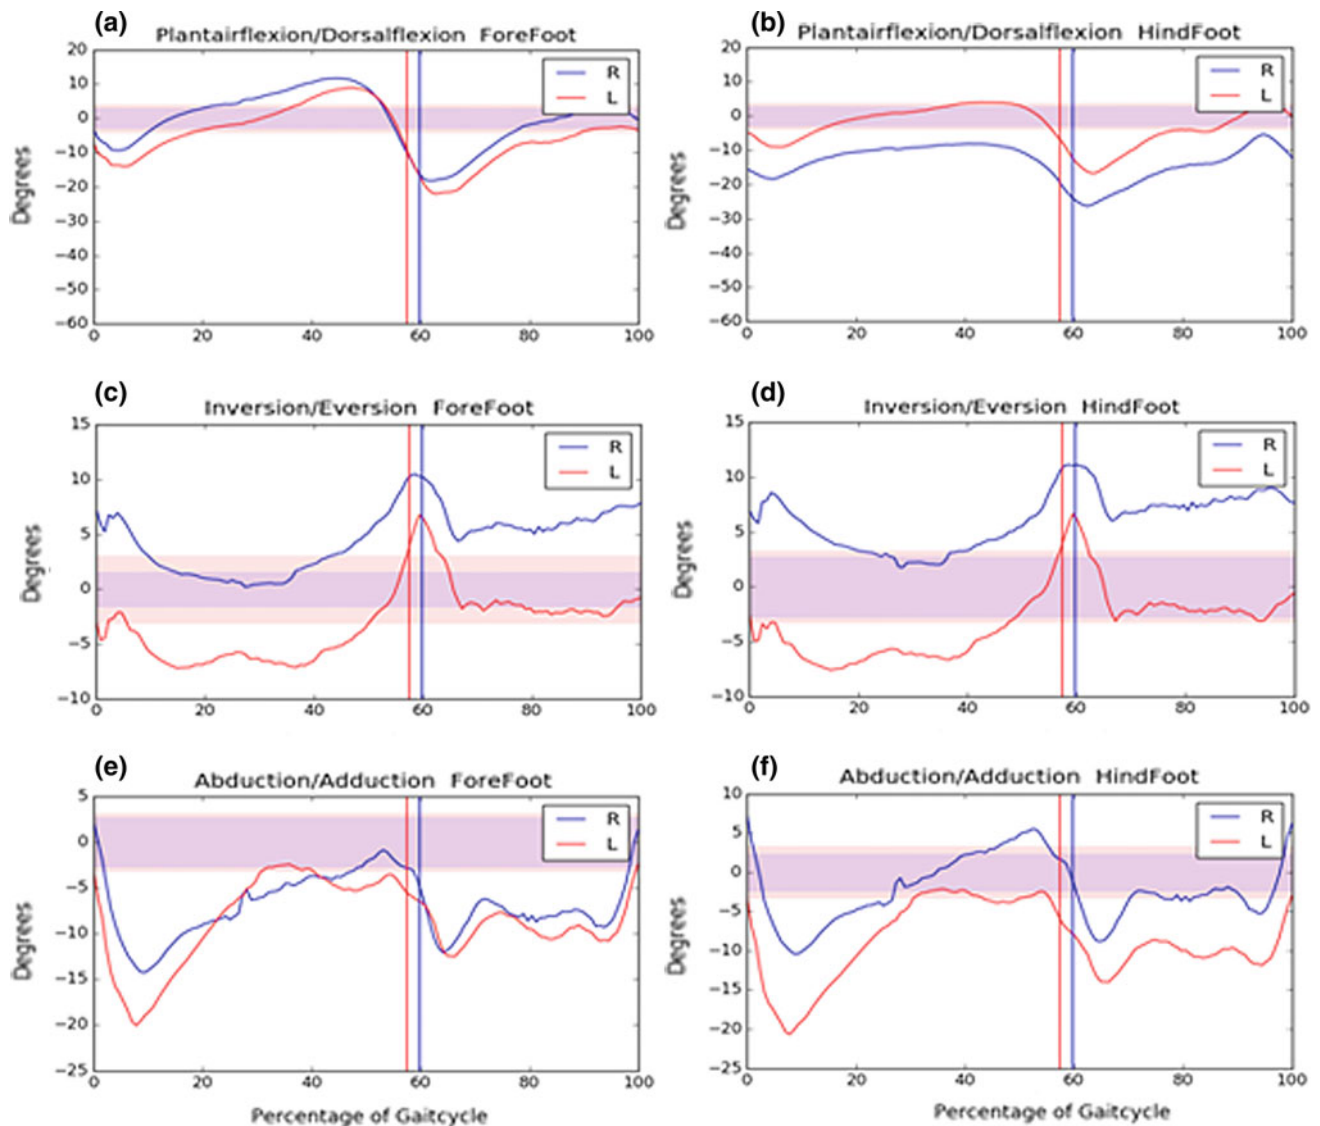 (a)
Plantairflexion/Dorsalflexion ForeFoot
R
L
20
10
0
−10
−20
−30
−40
−50
−60
0 20 40 60 80 100
Degrees
(b)
Plantairflexion/Dorsalflexion HindFoot
R
L
20
10
0
−10
−20
−30
−40
−50
−60
0 20 40 60 80 100
Degrees
(c)
Inversion/Eversion ForeFoot
R
L
15
10
5
0
−5
−10
0 20 40 60 80 100
Degrees
(d)
Inversion/Eversion HindFoot
R
L
15
10
5
0
−5
−10
0 20 40 60 80 100
Degrees
(e)
Abduction/Adduction ForeFoot
R
L
5
0
−5
−10
−15
−20
−25
0 20 40 60 80 100
Degrees
Percentage of Gaitcycle
(f)
Abduction/Adduction HindFoot
R
L
10
5
0
−5
−10
−15
−20
−25
0 20 40 60 80 100
Degrees
Percentage of Gaitcycle